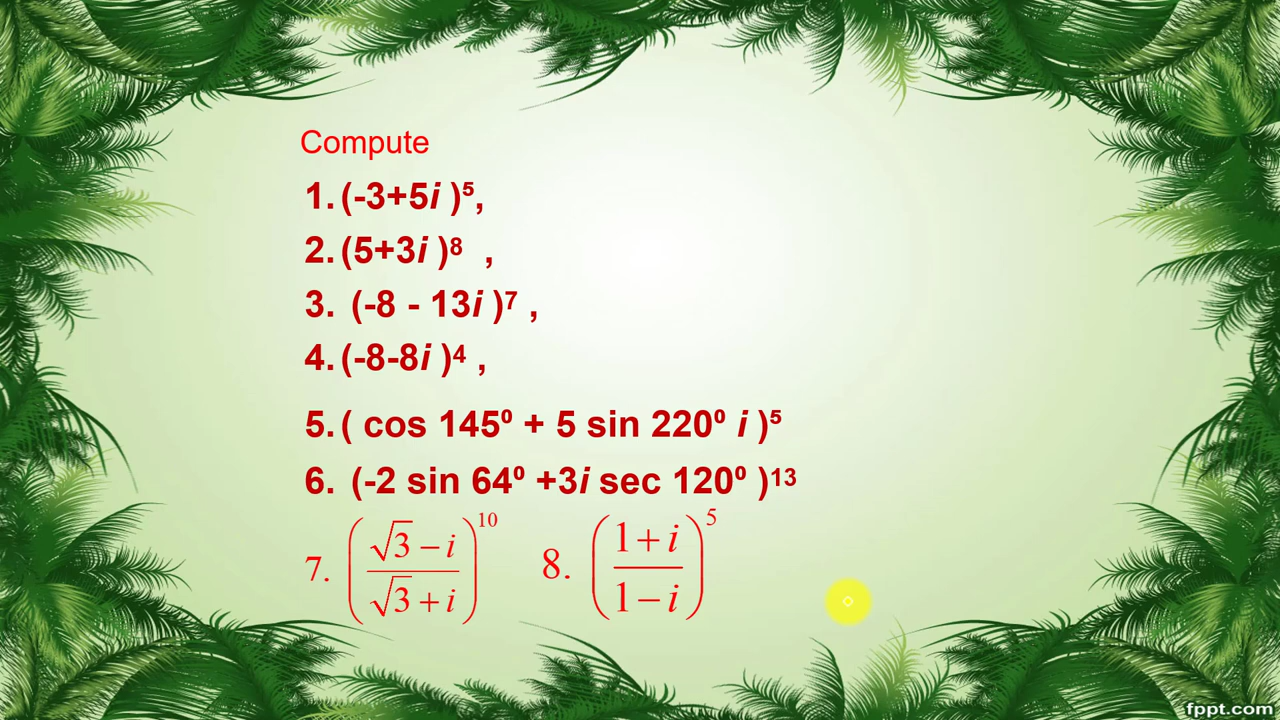 Compute
1. (-3+5i )⁵,
2. (5+3i )⁸ ,
3. (-8 - 13i )⁷ ,
4. (-8-8i )⁴ ,
5. ( cos 145⁰ + 5 sin 220⁰ i )⁵
6. (-2 sin 64⁰ +3i sec 120⁰ )¹³
7. ((√3 − i)/(√3 + i))¹⁰ 8. ((1 + i)/(1 − i))⁵
fppt.com